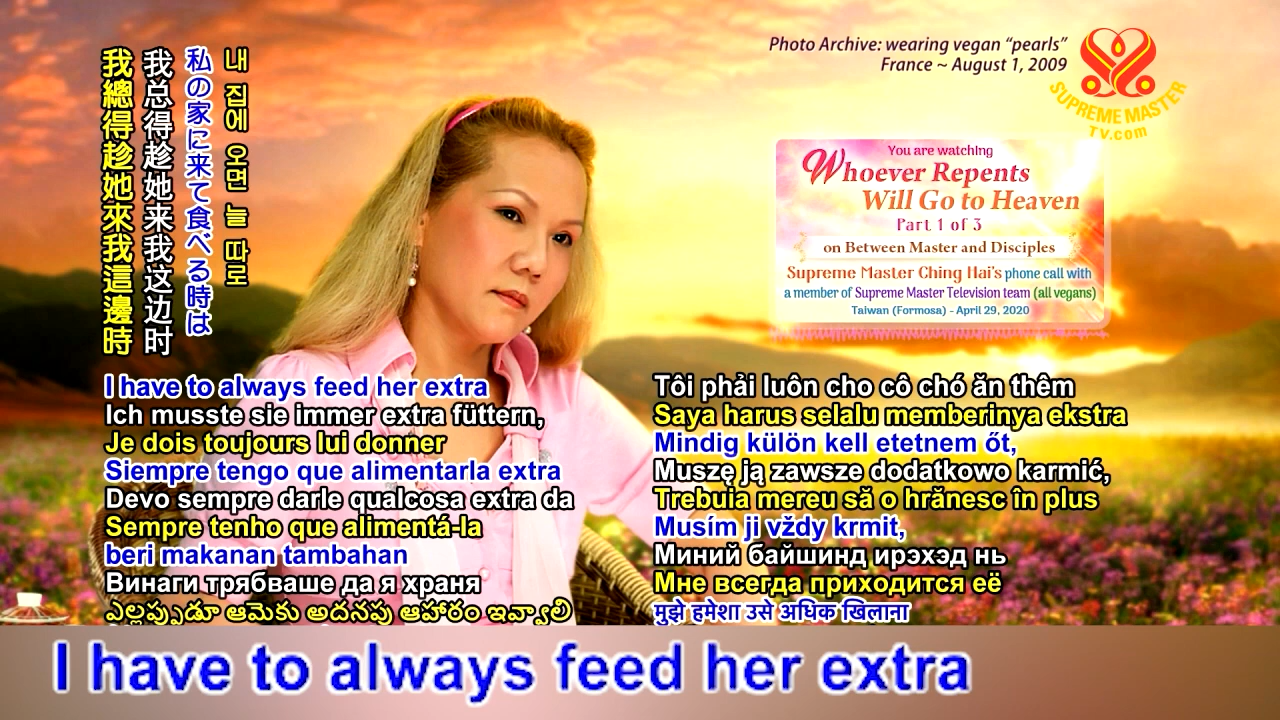 我總得趁她來我這邊時
我总得趁她来我这边时
私の家に来て食べる時は
내 집에 오면 늘 따로
Photo Archive: wearing vegan “pearls”
France ~ August 1, 2009
SUPREME MASTER
TV.com
You are watching
Whoever Repents
Will Go to Heaven
Part 1 of 3
on Between Master and Disciples
Supreme Master Ching Hai's phone call with
a member of Supreme Master Television team (all vegans)
Taiwan (Formosa) - April 29, 2020
I have to always feed her extra
Ich musste sie immer extra füttern,
Je dois toujours lui donner
Siempre tengo que alimentarla extra
Devo sempre darle qualcosa extra da
Sempre tenho que alimentá-la
beri makanan tambahan
Винаги трябваше да я храня
ఎల్లప్పుడూ ఆమెకు అదనపు ఆహారం ఇవ్వాలి
Tôi phải luôn cho cô chó ăn thêm
Saya harus selalu memberinya ekstra
Mindig külön kell etetnem őt,
Muszę ją zawsze dodatkowo karmić,
Trebuia mereu să o hrănesc în plus
Musím ji vždy krmit,
Миний байшинд ирэхэд нь
Мне всегда приходится её
मुझे हमेशा उसे अधिक खिलाना
I have to always feed her extra